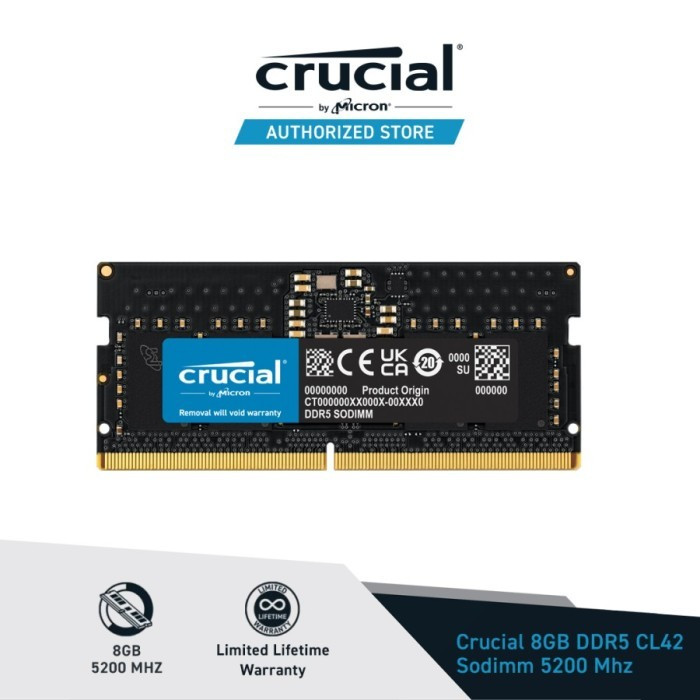 crucial®
by Micron®
AUTHORIZED STORE
crucial
by Micron
Removal will void warranty
CE UK CA 20 0000
SU
00000000 Product Origin 000000
CT000000XX000X-00XXX0
DDR5 SODIMM
8GB
5200 MHZ
LIMITED
LIFETIME
Limited Lifetime
Warranty
Crucial 8GB DDR5 CL42
Sodimm 5200 Mhz